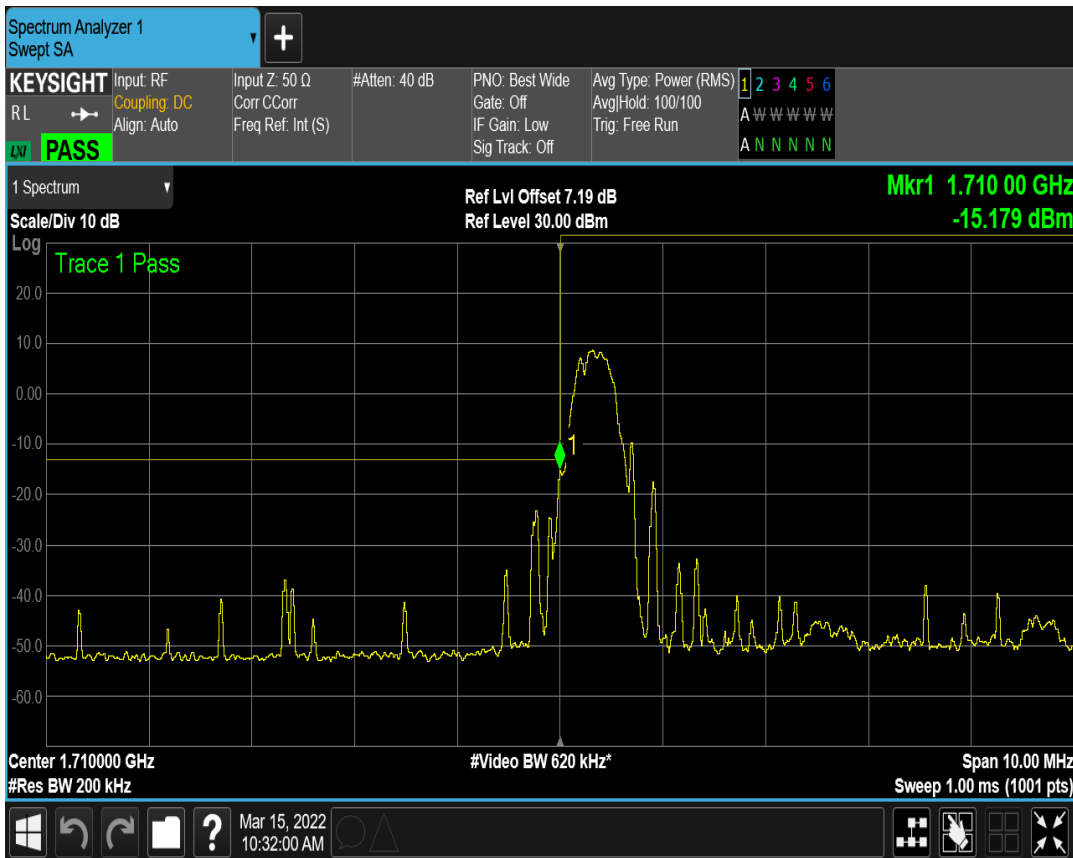 Spectrum Analyzer 1
Swept SA
+
KEYSIGHT
RL
LXI PASS
Input: RF
Coupling: DC
Align: Auto
Input Z: 50 Ω
Corr CCorr
Freq Ref: Int (S)
#Atten: 40 dB
PNO: Best Wide
Gate: Off
IF Gain: Low
Sig Track: Off
Avg Type: Power (RMS)
Avg|Hold: 100/100
Trig: Free Run
1 2 3 4 5 6
A W W W W W
A N N N N N
1 Spectrum
Scale/Div 10 dB
Ref Lvl Offset 7.19 dB
Ref Level 30.00 dBm
Mkr1 1.710 00 GHz
-15.179 dBm
Log
Trace 1 Pass
20.0
10.0
0.00
-10.0
1
-20.0
-30.0
-40.0
-50.0
-60.0
Center 1.710000 GHz
#Res BW 200 kHz
#Video BW 620 kHz*
Span 10.00 MHz
Sweep 1.00 ms (1001 pts)
?
Mar 15, 2022
10:32:00 AM